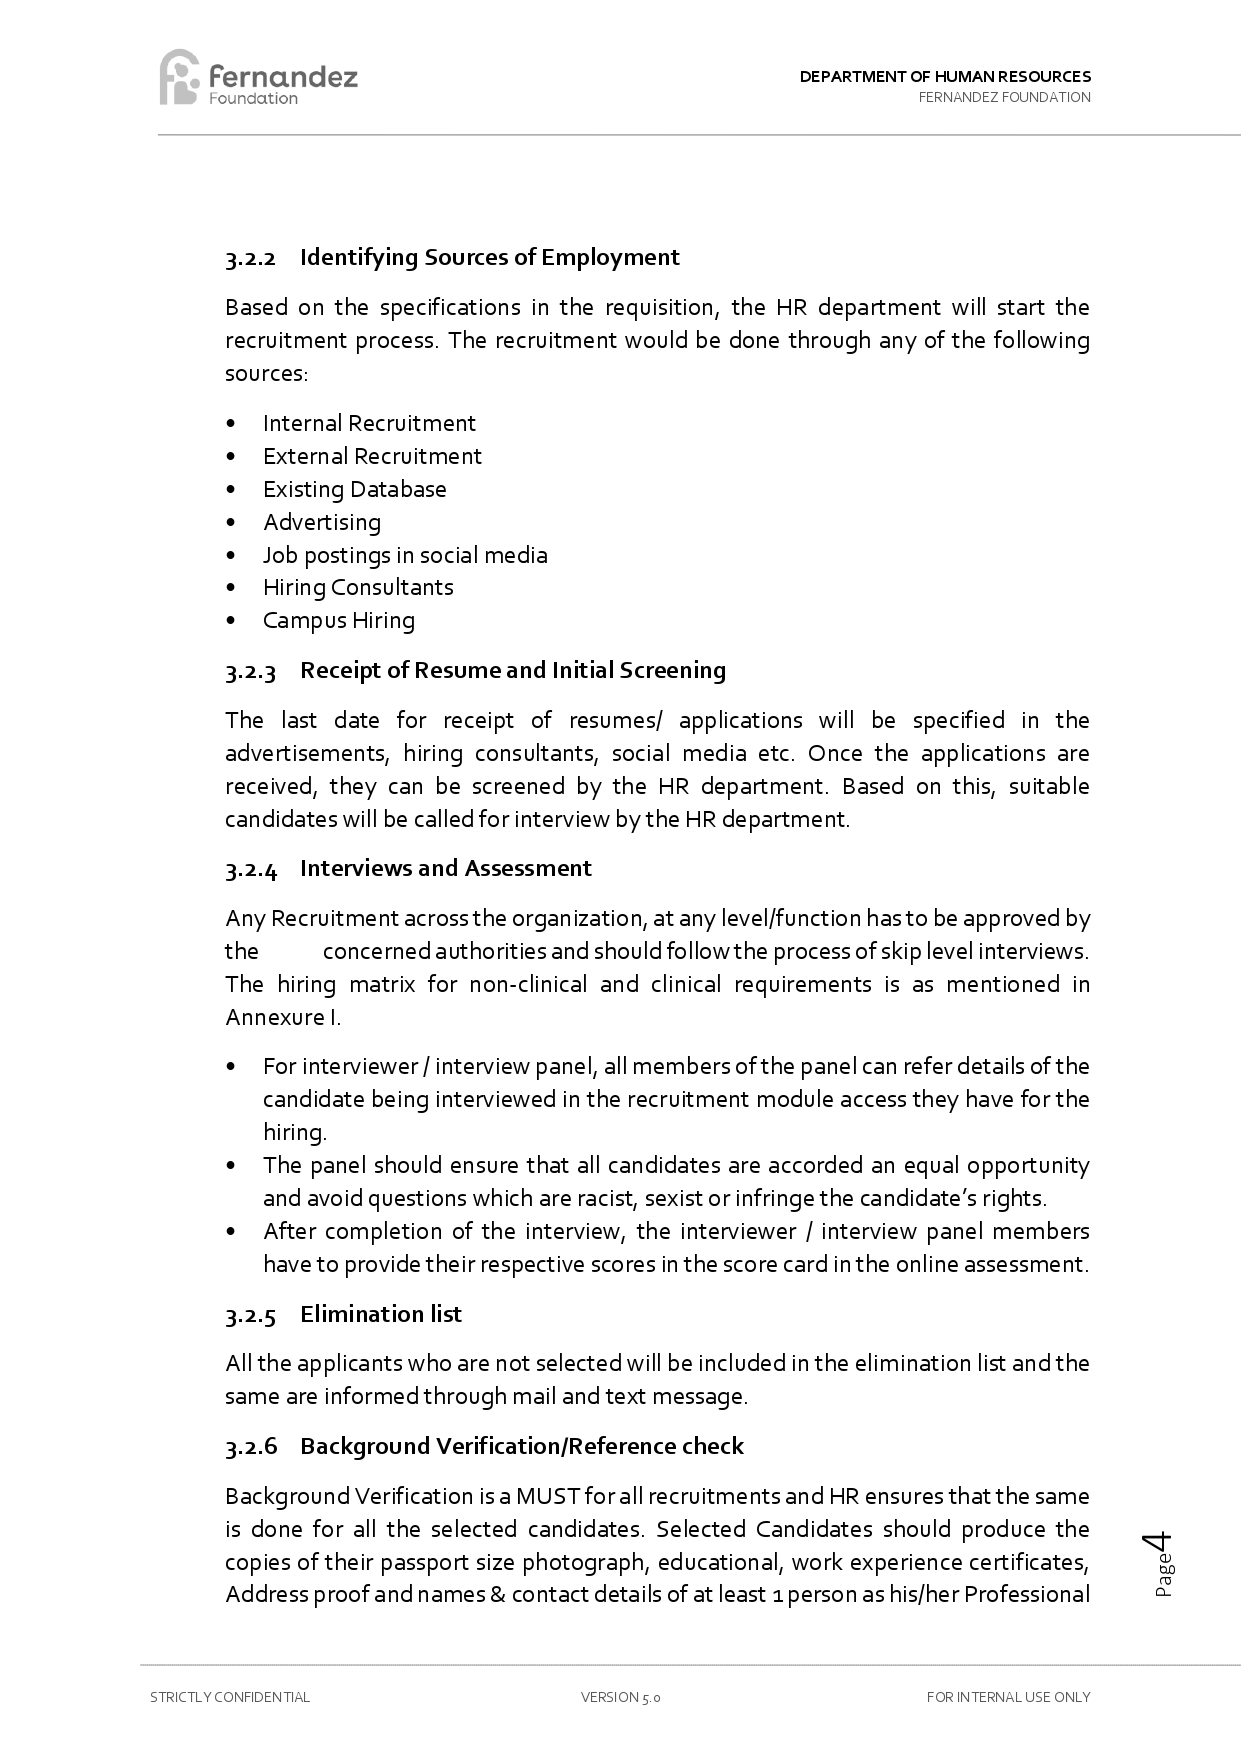 fernandez
Foundation
DEPARTMENT OF HUMAN RESOURCES
FERNANDEZ FOUNDATION
3.2.2 Identifying Sources of Employment
Based on the specifications in the requisition, the HR department will start the
recruitment process. The recruitment would be done through any of the following
sources:
• Internal Recruitment
• External Recruitment
• Existing Database
• Advertising
• Job postings in social media
• Hiring Consultants
• Campus Hiring
3.2.3 Receipt of Resume and Initial Screening
The last date for receipt of resumes/ applications will be specified in the
advertisements, hiring consultants, social media etc. Once the applications are
received, they can be screened by the HR department. Based on this, suitable
candidates will be called for interview by the HR department.
3.2.4 Interviews and Assessment
Any Recruitment across the organization, at any level/function has to be approved by
the concerned authorities and should follow the process of skip level interviews.
The hiring matrix for non-clinical and clinical requirements is as mentioned in
Annexure I.
• For interviewer / interview panel, all members of the panel can refer details of the
candidate being interviewed in the recruitment module access they have for the
hiring.
• The panel should ensure that all candidates are accorded an equal opportunity
and avoid questions which are racist, sexist or infringe the candidate’s rights.
• After completion of the interview, the interviewer / interview panel members
have to provide their respective scores in the score card in the online assessment.
3.2.5 Elimination list
All the applicants who are not selected will be included in the elimination list and the
same are informed through mail and text message.
3.2.6 Background Verification/Reference check
Background Verification is a MUST for all recruitments and HR ensures that the same
is done for all the selected candidates. Selected Candidates should produce the
copies of their passport size photograph, educational, work experience certificates,
Address proof and names & contact details of at least 1 person as his/her Professional
Page4
STRICTLY CONFIDENTIAL
VERSION 5.0
FOR INTERNAL USE ONLY